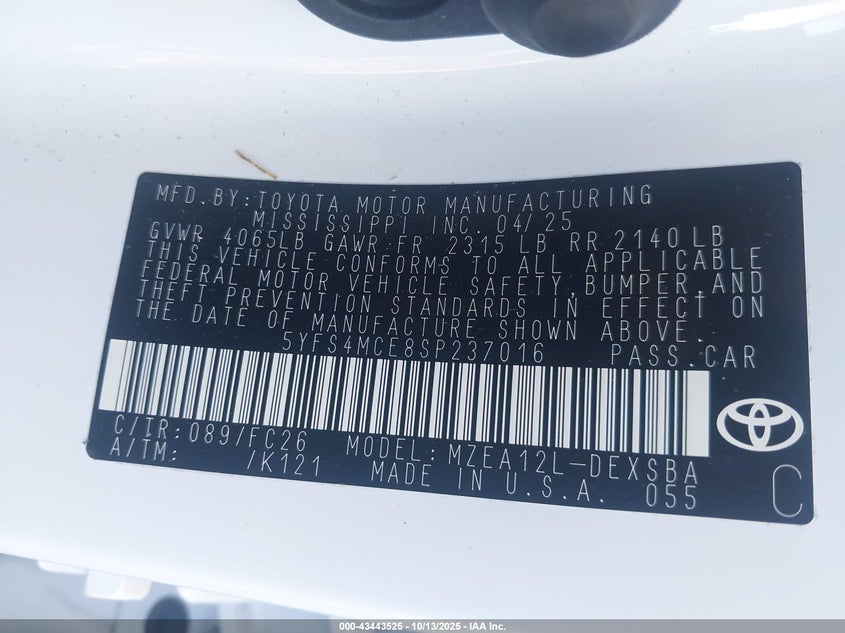 MFD. BY: TOYOTA MOTOR MANUFACTURING
MISSISSIPPI INC. 04/25
GVWR 4065LB GAWR FR 2315 LB RR 2140 LB
THIS VEHICLE CONFORMS TO ALL APPLICABLE
FEDERAL MOTOR VEHICLE SAFETY, BUMPER, AND
THEFT PREVENTION STANDARDS IN EFFECT ON
THE DATE OF MANUFACTURE SHOWN ABOVE.
5YFS4MCE8SP237016 PASS. CAR
C/TR: 089/FC26 MODEL: MZEA12L-DEXSBA
A/TM: /K121 MADE IN U.S.A. 055
C
000-43443525 | 10/13/2025 | IAA Inc.